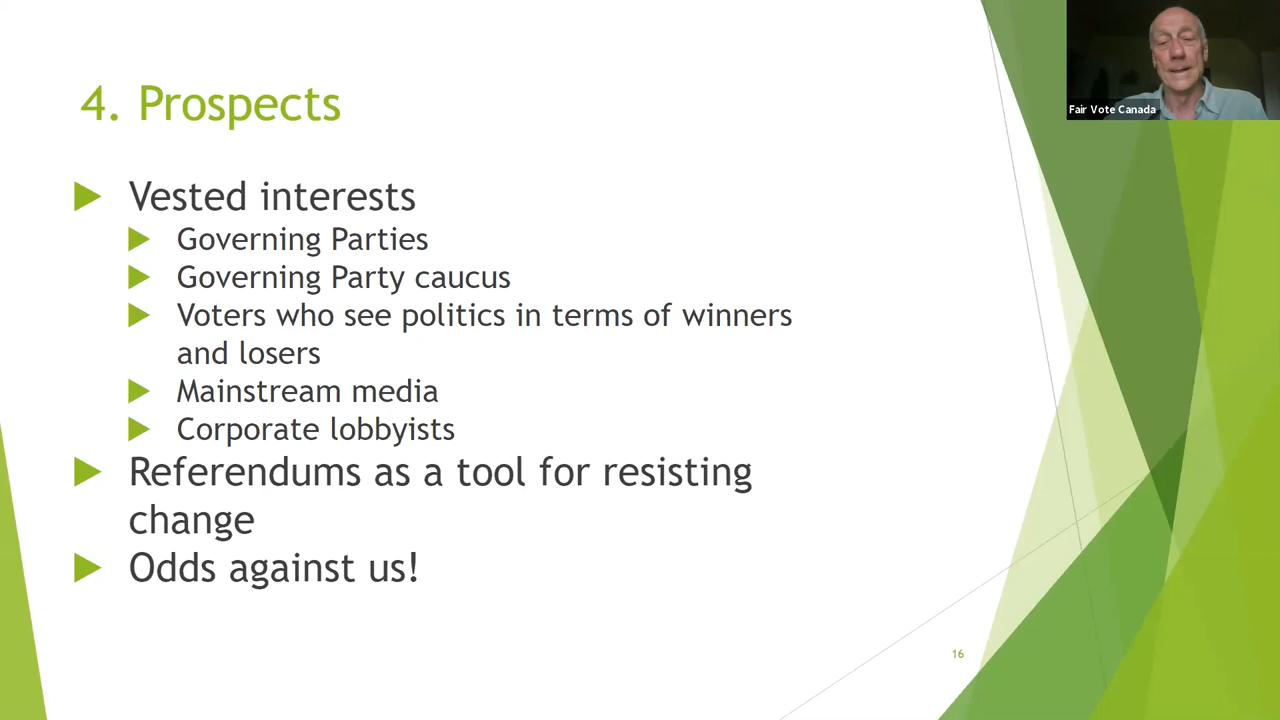 4. Prospects
Fair Vote Canada
Vested interests
Governing Parties
Governing Party caucus
Voters who see politics in terms of winners
and losers
Mainstream media
Corporate lobbyists
Referendums as a tool for resisting
change
Odds against us!
16